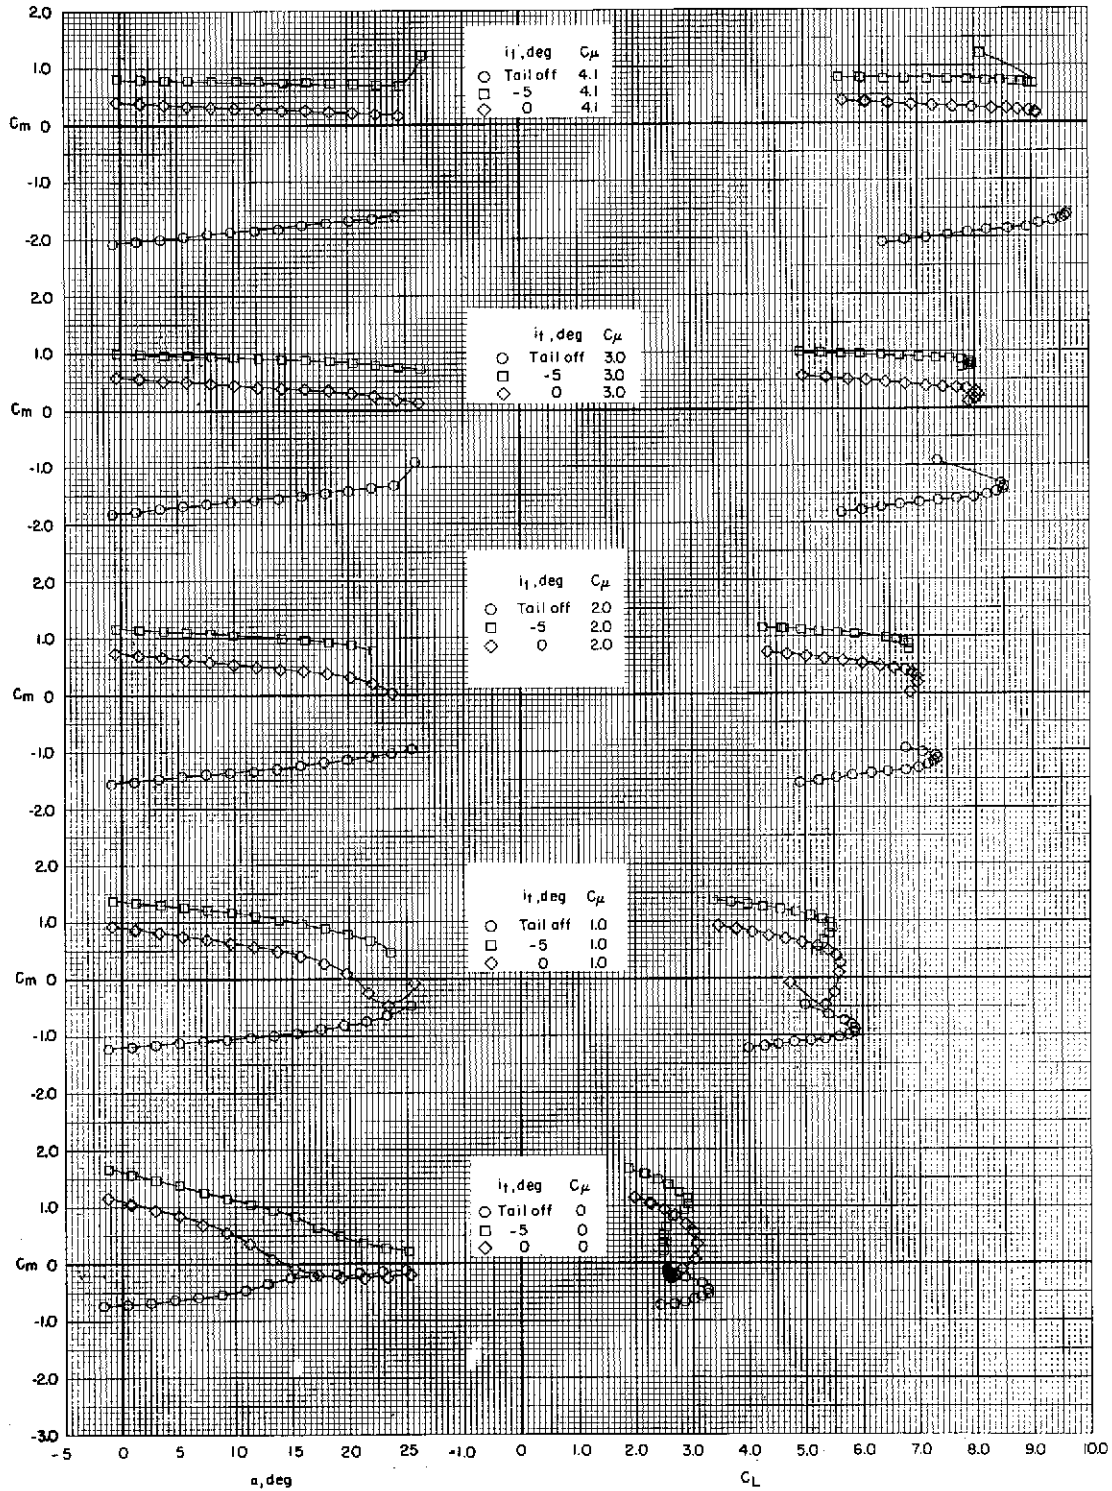 2.0
1.0
Cm 0
-1.0
-2.0
it, deg Cμ
Tail off 4.1
-5 4.1
0 4.1
2.0
1.0
Cm 0
-1.0
-2.0
it, deg Cμ
Tail off 3.0
-5 3.0
0 3.0
2.0
1.0
Cm 0
-1.0
-2.0
it, deg Cμ
Tail off 2.0
-5 2.0
0 2.0
2.0
1.0
Cm 0
-1.0
-2.0
it, deg Cμ
Tail off 1.0
-5 1.0
0 1.0
2.0
1.0
Cm 0
-1.0
-2.0
-3.0
it, deg Cμ
Tail off 0
-5 0
0 0
-5 0 5 10 15 20 25 -1.0 0 1.0 2.0 3.0 4.0 5.0 6.0 7.0 8.0 9.0 10.0
α, deg CL